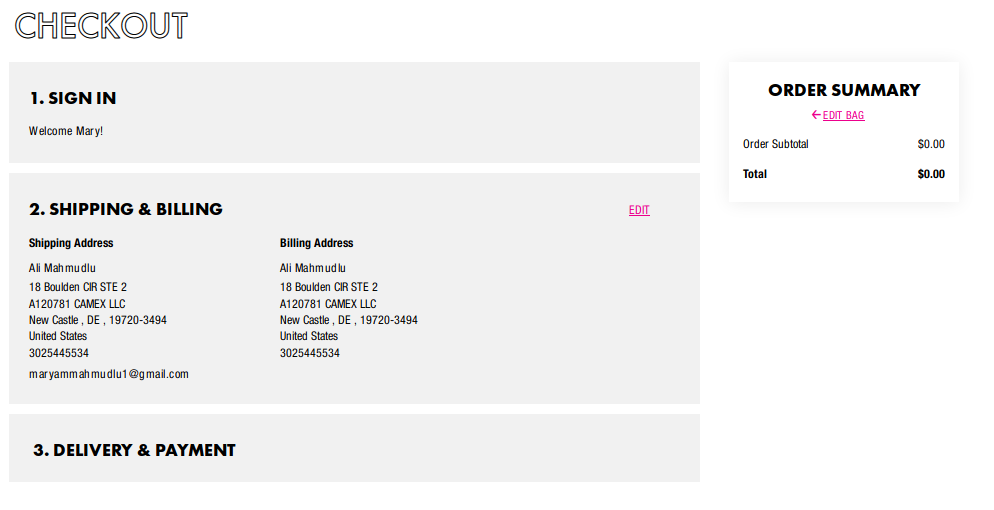 CHECKOUT
1. SIGN IN
Welcome Mary!
2. SHIPPING & BILLING
EDIT
Shipping Address
Ali Mahmudlu
18 Boulden CIR STE 2
A120781 CAMEX LLC
New Castle , DE , 19720-3494
United States
3025445534
maryammahmudlu1@gmail.com
Billing Address
Ali Mahmudlu
18 Boulden CIR STE 2
A120781 CAMEX LLC
New Castle , DE , 19720-3494
United States
3025445534
3. DELIVERY & PAYMENT
ORDER SUMMARY
EDIT BAG
Order Subtotal $0.00
Total $0.00